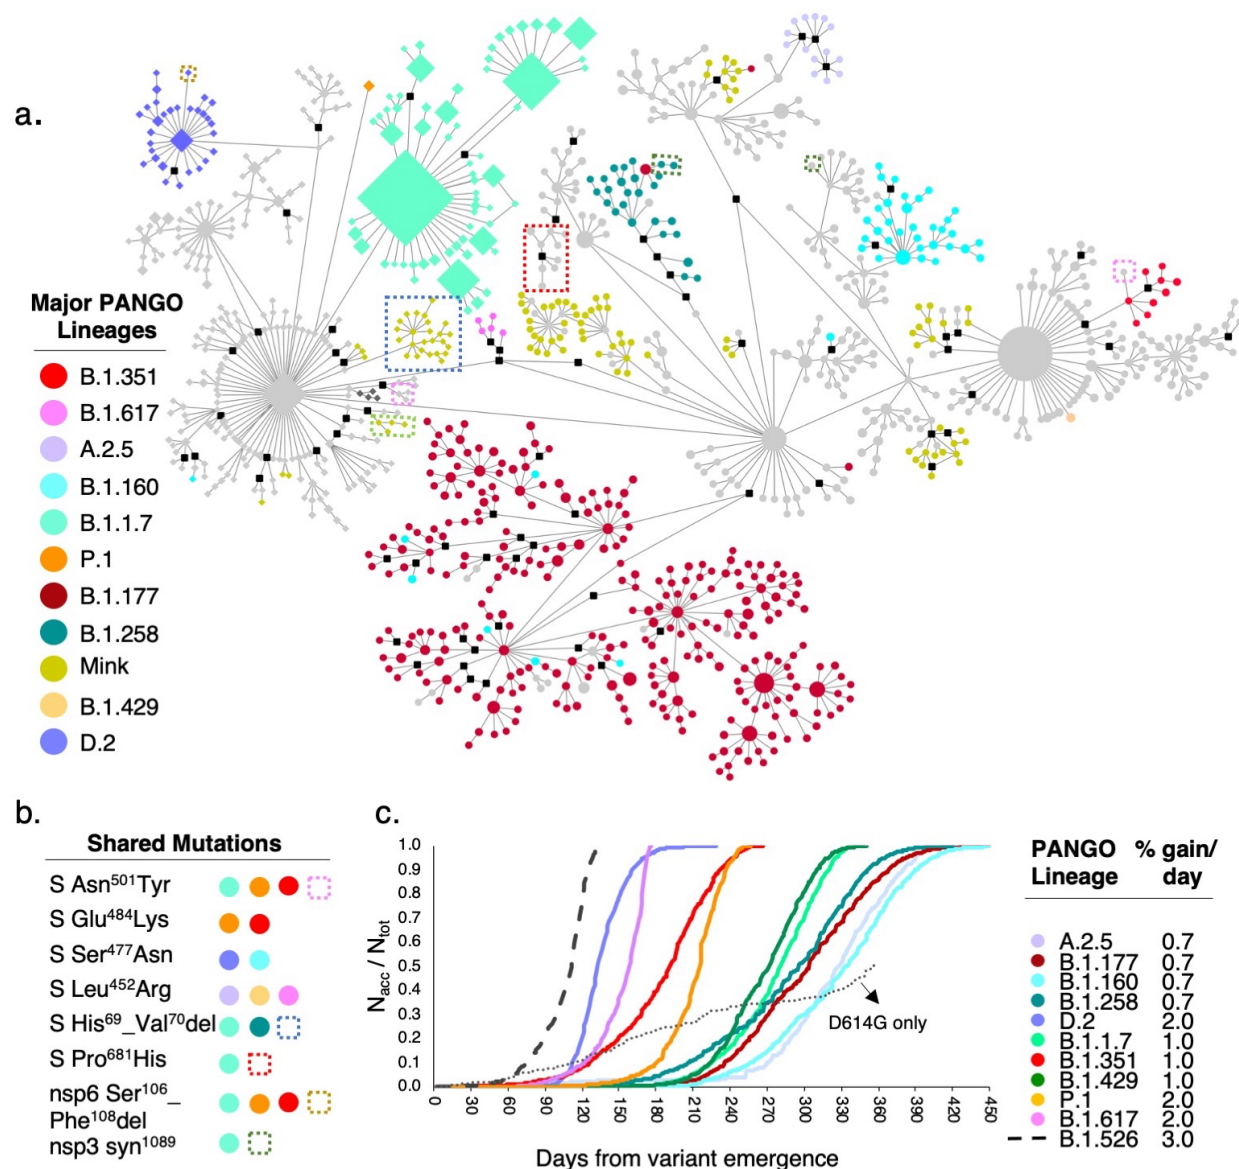 a.
Major PANGO
Lineages
B.1.351
B.1.617
A.2.5
B.1.160
B.1.1.7
P.1
B.1.177
B.1.258
Mink
B.1.429
D.2
b.
Shared Mutations
S Asn501Tyr
S Glu484Lys
S Ser477Asn
S Leu452Arg
S His69_Val70del
S Pro681His
nsp6 Ser106_
Phe108del
nsp3 syn1089
c.
Nacc / Ntot
1.0
0.9
0.8
0.7
0.6
0.5
0.4
0.3
0.2
0.1
0.0
0 30 60 90 120 150 180 210 240 270 300 330 360 390 420 450
D614G only
Days from variant emergence
PANGO % gain/
Lineage day
A.2.5 0.7
B.1.177 0.7
B.1.160 0.7
B.1.258 0.7
D.2 2.0
B.1.1.7 1.0
B.1.351 1.0
B.1.429 1.0
P.1 2.0
B.1.617 2.0
B.1.526 3.0